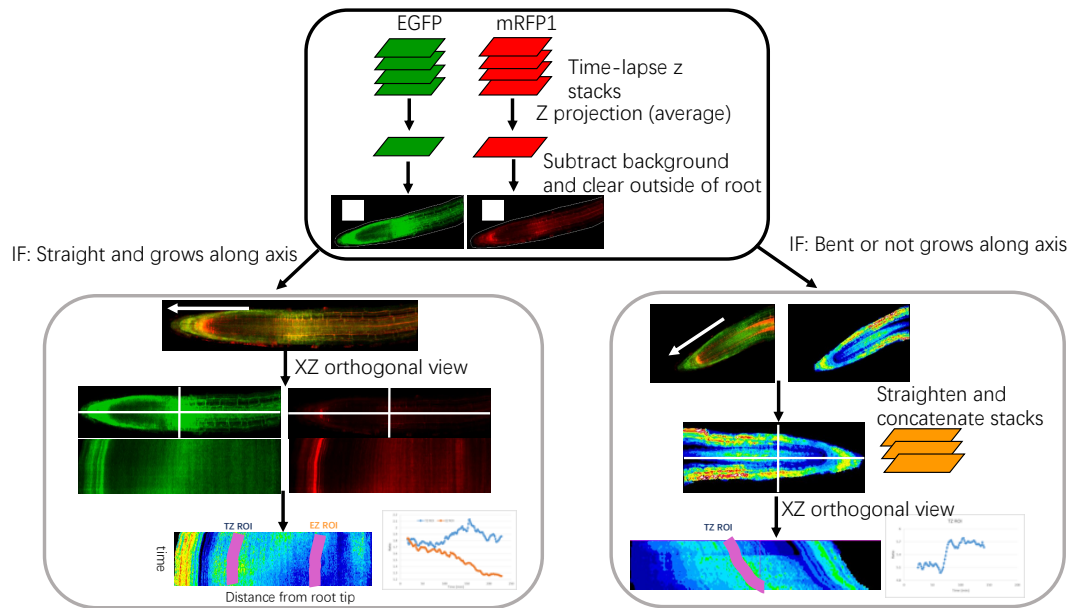 EGFP
mRFP1
Time-lapse z
stacks
Z projection (average)
Subtract background
and clear outside of root
IF: Straight and grows along axis
IF: Bent or not grows along axis
XZ orthogonal view
TZ ROI
EZ ROI
time
Distance from root tip
Straighten and
concatenate stacks
XZ orthogonal view
TZ ROI
TZ ROI